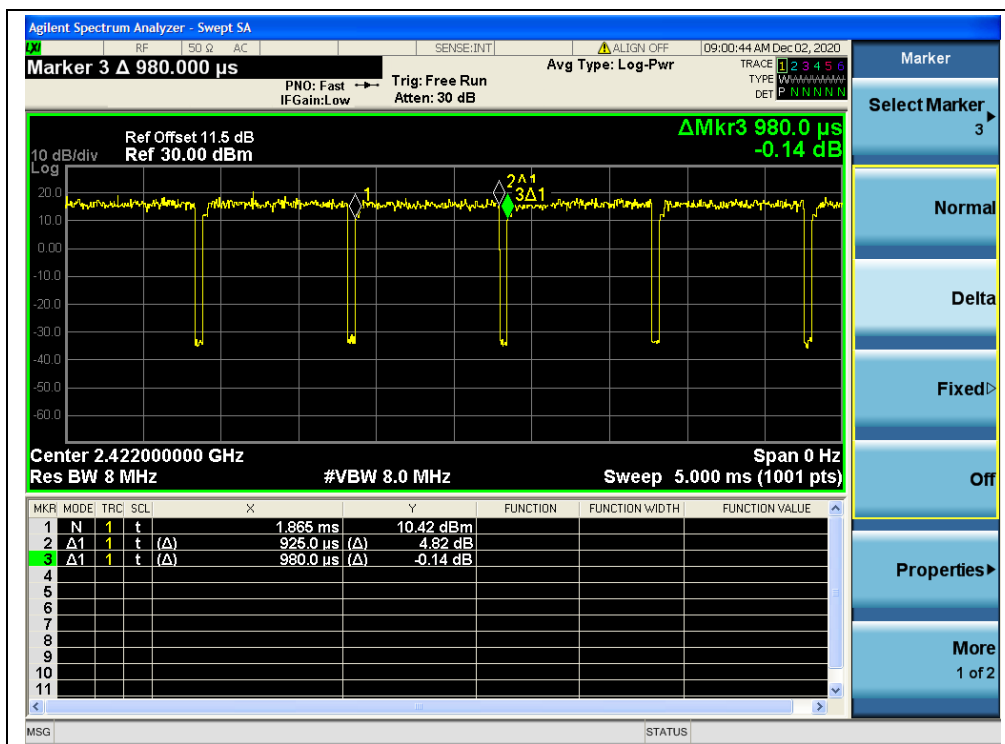 Agilent Spectrum Analyzer - Swept SA
LXI RF 50 Ω AC SENSE:INT ALIGN OFF 09:00:44 AM Dec 02, 2020
Marker 3 Δ 980.000 μs
PNO: Fast
IFGain:Low
Trig: Free Run
Atten: 30 dB
Avg Type: Log-Pwr
TRACE 1 2 3 4 5 6
TYPE W
DET P N N N N N
Ref Offset 11.5 dB
Ref 30.00 dBm
10 dB/div
Log
ΔMkr3 980.0 μs
-0.14 dB
20.0
10.0
0.00
-10.0
-20.0
-30.0
-40.0
-50.0
-60.0
1
2Δ1
3Δ1
Center 2.422000000 GHz Span 0 Hz
Res BW 8 MHz #VBW 8.0 MHz Sweep 5.000 ms (1001 pts)
MKR MODE TRC SCL X Y FUNCTION FUNCTION WIDTH FUNCTION VALUE
1 N 1 t 1.865 ms 10.42 dBm
2 Δ1 1 t (Δ) 925.0 μs (Δ) 4.82 dB
3 Δ1 1 t (Δ) 980.0 μs (Δ) -0.14 dB
4
5
6
7
8
9
10
11
MSG STATUS
Marker
Select Marker
3
Normal
Delta
Fixed
Off
Properties
More
1 of 2